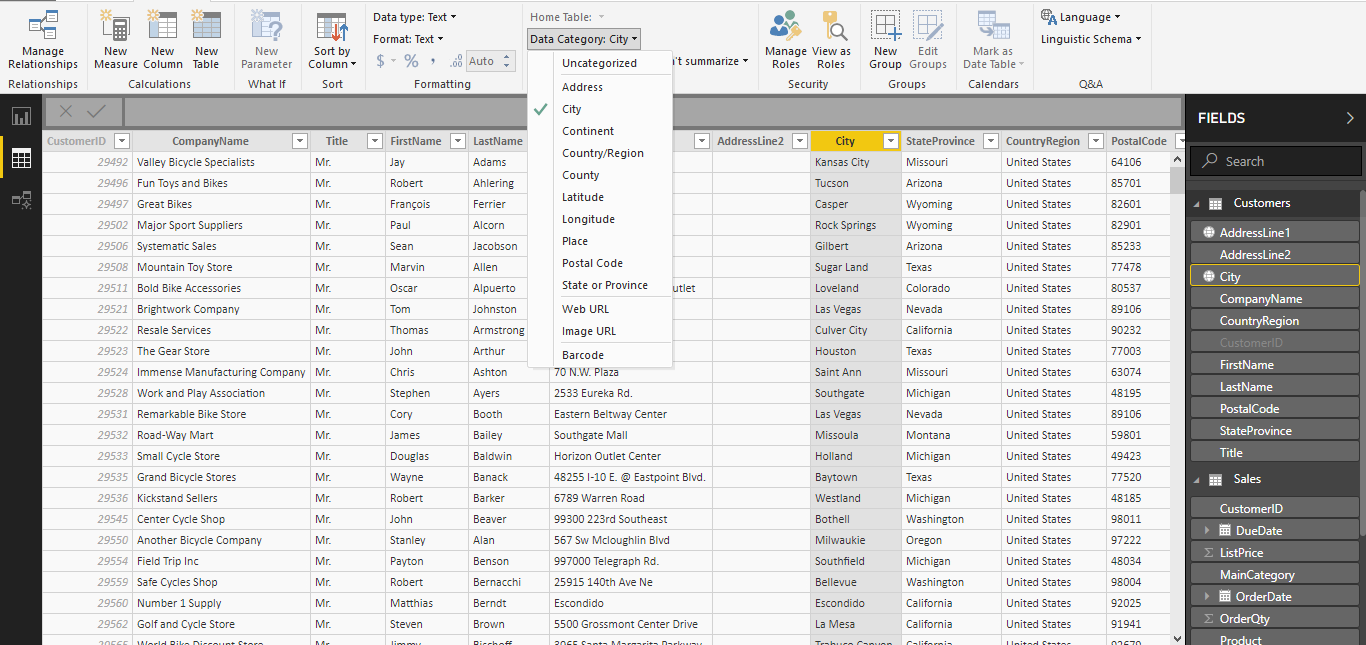 Manage Relationships
New Measure
New Column
New Table
New Parameter
Sort by Column
Data type: Text
Format: Text
$ % , .00 Auto
Home Table:
Data Category: City
't summarize
Manage Roles
View as Roles
New Group
Edit Groups
Mark as Date Table
Language
Linguistic Schema
Relationships
Calculations
What If
Sort
Formatting
Security
Groups
Calendars
Q&A
Uncategorized
Address
City
Continent
Country/Region
County
Latitude
Longitude
Place
Postal Code
State or Province
Web URL
Image URL
Barcode
CustomerID CompanyName Title FirstName LastName AddressLine2 City StateProvince CountryRegion PostalCode
29492 Valley Bicycle Specialists Mr. Jay Adams Kansas City Missouri United States 64106
29496 Fun Toys and Bikes Mr. Robert Ahlering Tucson Arizona United States 85701
29497 Great Bikes Mr. François Ferrier Casper Wyoming United States 82601
29502 Major Sport Suppliers Mr. Paul Alcorn Rock Springs Wyoming United States 82901
29506 Systematic Sales Mr. Sean Jacobson Gilbert Arizona United States 85233
29508 Mountain Toy Store Mr. Marvin Allen Sugar Land Texas United States 77478
29511 Bold Bike Accessories Mr. Oscar Alpuerto utlet Loveland Colorado United States 80537
29521 Brightwork Company Mr. Tom Johnston Las Vegas Nevada United States 89106
29522 Resale Services Mr. Thomas Armstrong Culver City California United States 90232
29523 The Gear Store Mr. John Arthur Houston Texas United States 77003
29524 Immense Manufacturing Company Mr. Chris Ashton 70 N.W. Plaza Saint Ann Missouri United States 63074
29528 Work and Play Association Mr. Stephen Ayers 2533 Eureka Rd. Southgate Michigan United States 48195
29531 Remarkable Bike Store Mr. Cory Booth Eastern Beltway Center Las Vegas Nevada United States 89106
29532 Road-Way Mart Mr. James Bailey Southgate Mall Missoula Montana United States 59801
29533 Small Cycle Store Mr. Douglas Baldwin Horizon Outlet Center Holland Michigan United States 49423
29535 Grand Bicycle Stores Mr. Wayne Banack 48255 I-10 E. @ Eastpoint Blvd. Baytown Texas United States 77520
29536 Kickstand Sellers Mr. Robert Barker 6789 Warren Road Westland Michigan United States 48185
29545 Center Cycle Shop Mr. John Beaver 99300 223rd Southeast Bothell Washington United States 98011
29550 Another Bicycle Company Mr. Stanley Alan 567 Sw Mcloughlin Blvd Milwaukie Oregon United States 97222
29554 Field Trip Inc Mr. Payton Benson 997000 Telegraph Rd. Southfield Michigan United States 48034
29559 Safe Cycles Shop Mr. Robert Bernacchi 25915 140th Ave Ne Bellevue Washington United States 98004
29560 Number 1 Supply Mr. Matthias Berndt Escondido Escondido California United States 92025
29562 Golf and Cycle Store Mr. Steven Brown 5500 Grossmont Center Drive La Mesa California United States 91941
29565 World Bike Discount Store Mr. Jimmy Bischoff 3065 Santa Margarita Parkway Trabuco Canyon California United States 92679
FIELDS
Search
Customers
AddressLine1
AddressLine2
City
CompanyName
CountryRegion
CustomerID
FirstName
LastName
PostalCode
StateProvince
Title
Sales
CustomerID
DueDate
ListPrice
MainCategory
OrderDate
OrderQty
Product